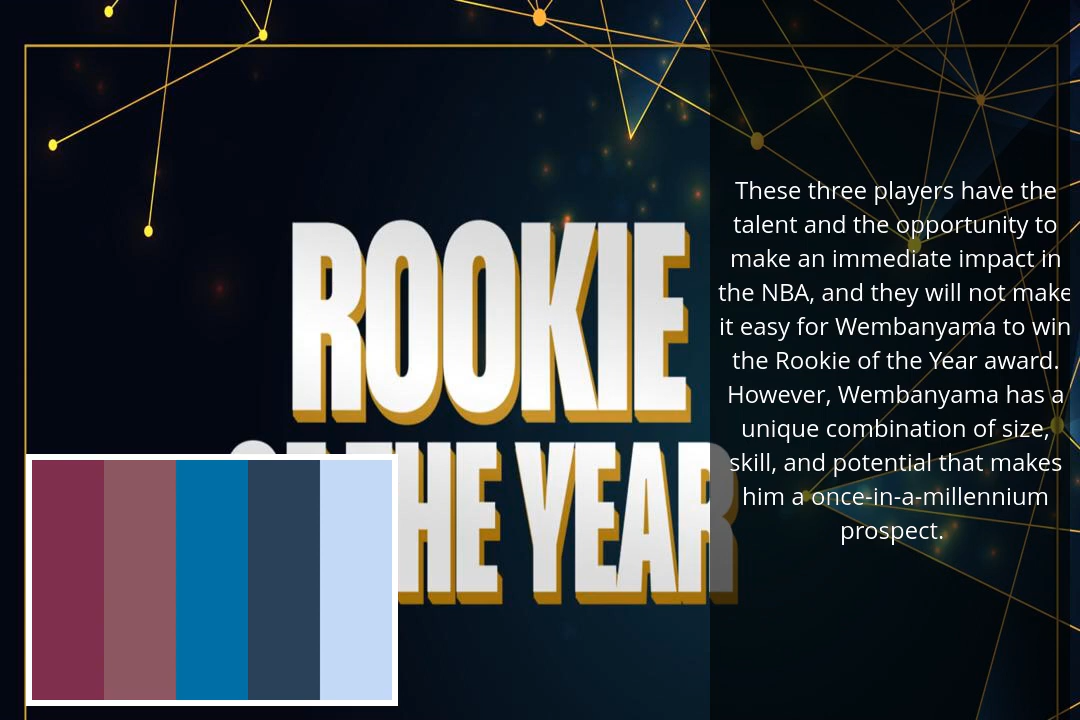 ROOKIE
THE YEAR
These three players have the
talent and the opportunity to
make an immediate impact in
the NBA, and they will not make
it easy for Wembanyama to win
the Rookie of the Year award.
However, Wembanyama has a
unique combination of size,
skill, and potential that makes
him a once-in-a-millennium
prospect.